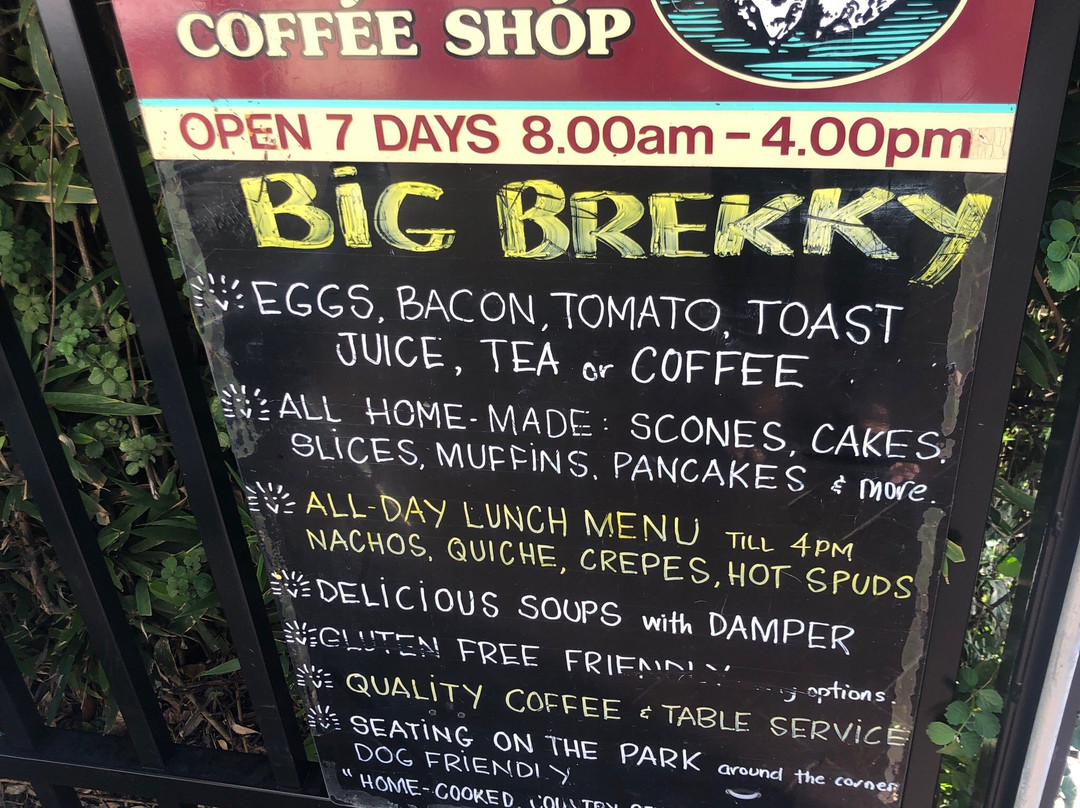 COFFEE SHOP
OPEN 7 DAYS 8.00am - 4.00pm
BiG BREKKY
EGGS, BACON, TOMATO, TOAST
JUICE, TEA or COFFEE
ALL HOME-MADE: SCONES, CAKES,
SLICES, MUFFINS, PANCAKES & more.
ALL-DAY LUNCH MENU TILL 4PM
NACHOS, QUICHE, CREPES, HOT SPUDS
DELiCiOUS SOUPS with DAMPER
GLUTEN FREE FRIENDLY
options.
QUALiTY COFFEE & TABLE SERVICE
SEATiNG ON THE PARK around the corner
DOG FRiENDLY
"HOME-COOKED, COUNTRY